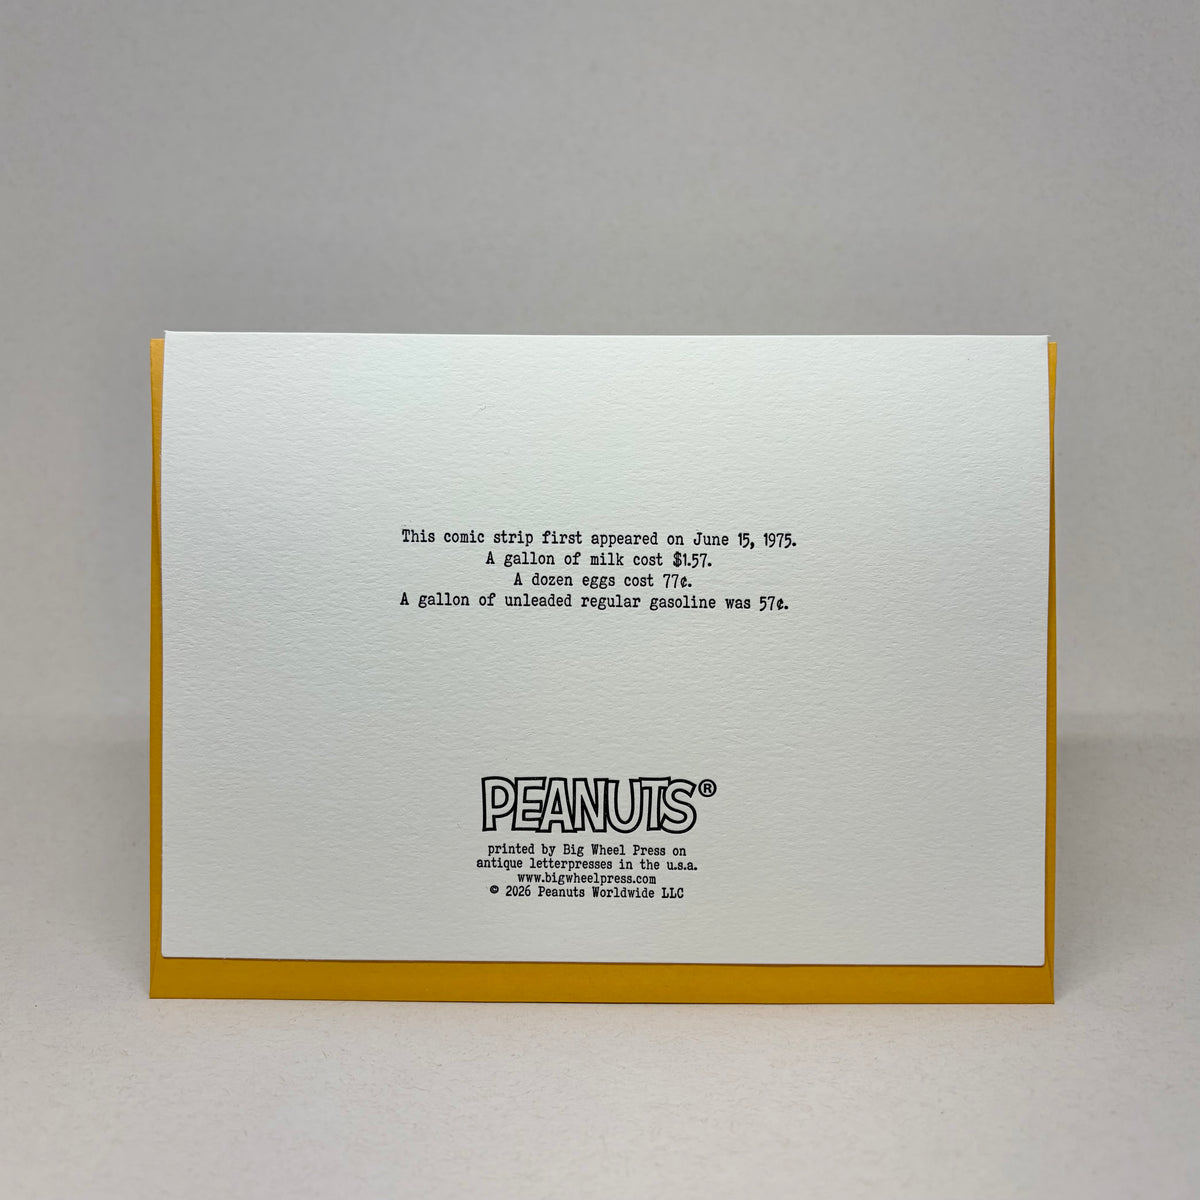 This comic strip first appeared on June 15, 1975.
A gallon of milk cost $1.57.
A dozen eggs cost 77¢.
A gallon of unleaded regular gasoline was 57¢.
PEANUTS®
printed by Big Wheel Press on
antique letterpresses in the u.s.a.
www.bigwheelpress.com
© 2026 Peanuts Worldwide LLC